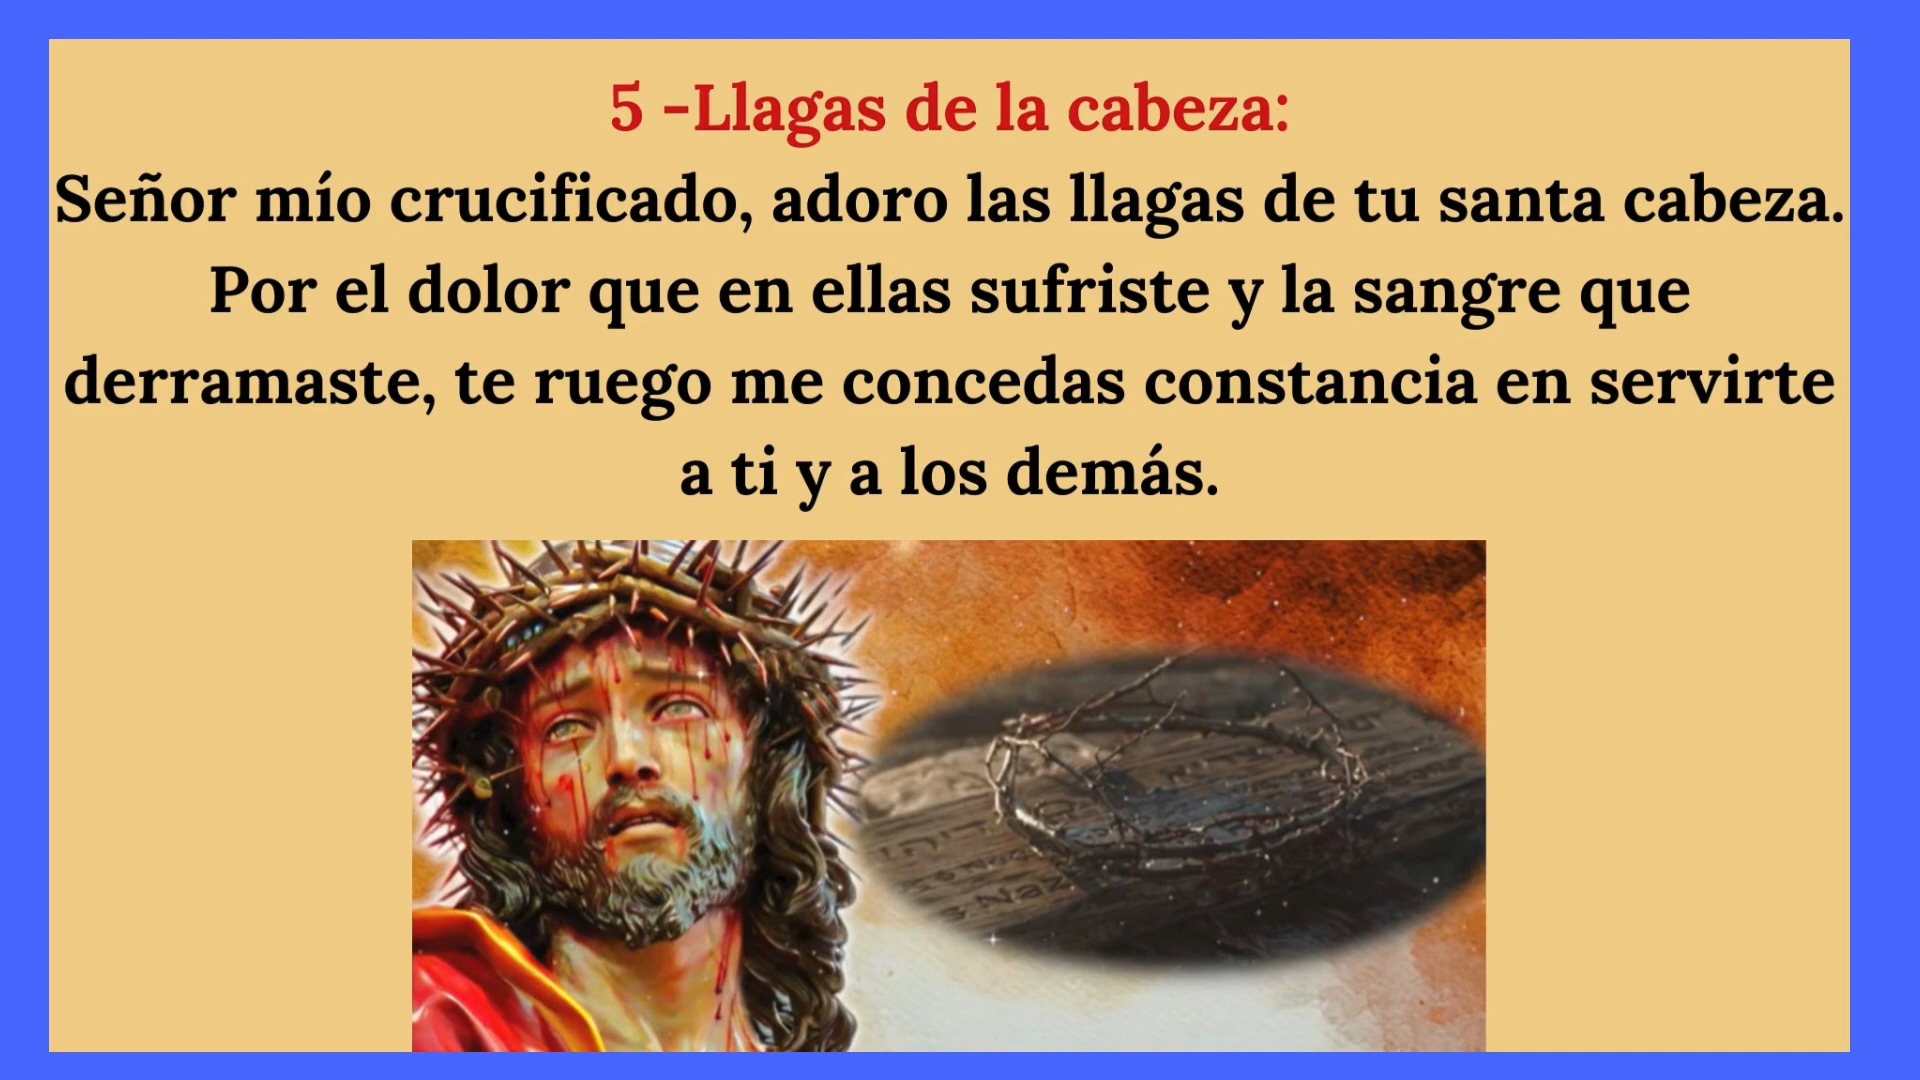 5 -Llagas de la cabeza:
Señor mío crucificado, adoro las llagas de tu santa cabeza.
Por el dolor que en ellas sufriste y la sangre que
derramaste, te ruego me concedas constancia en servirte
a ti y a los demás.